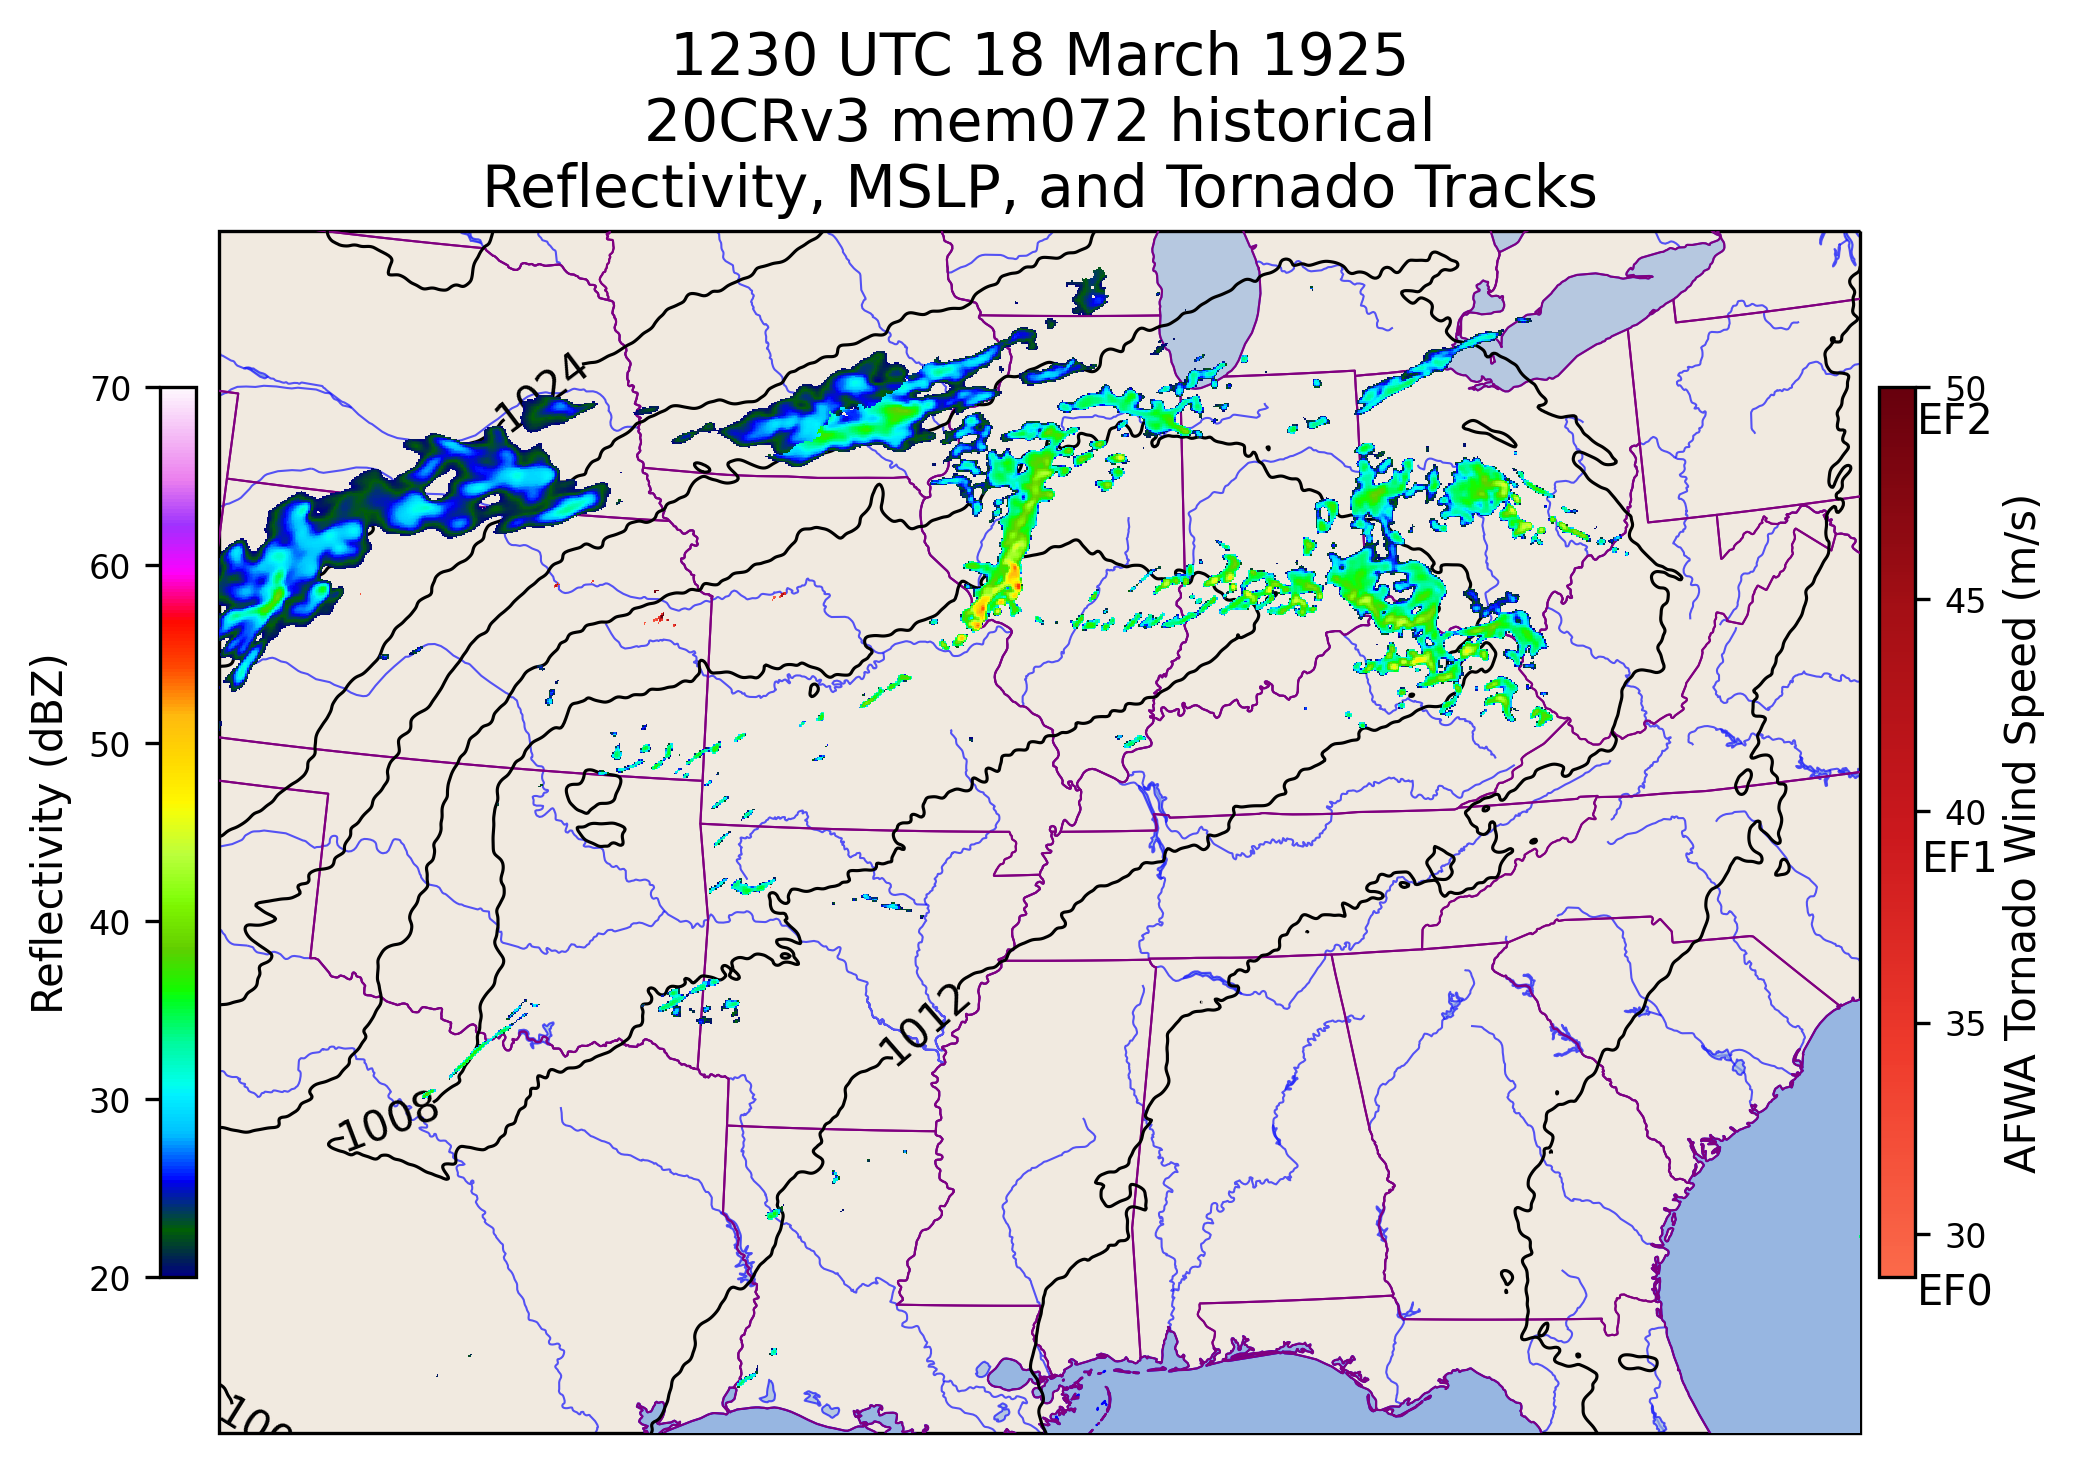 1230 UTC 18 March 1925
20CRv3 mem072 historical
Reflectivity, MSLP, and Tornado Tracks
1024
1012
1008
100
70
60
50
40
30
20
Reflectivity (dBZ)
50
EF2
45
40
EF1
35
30
EF0
AFWA Tornado Wind Speed (m/s)